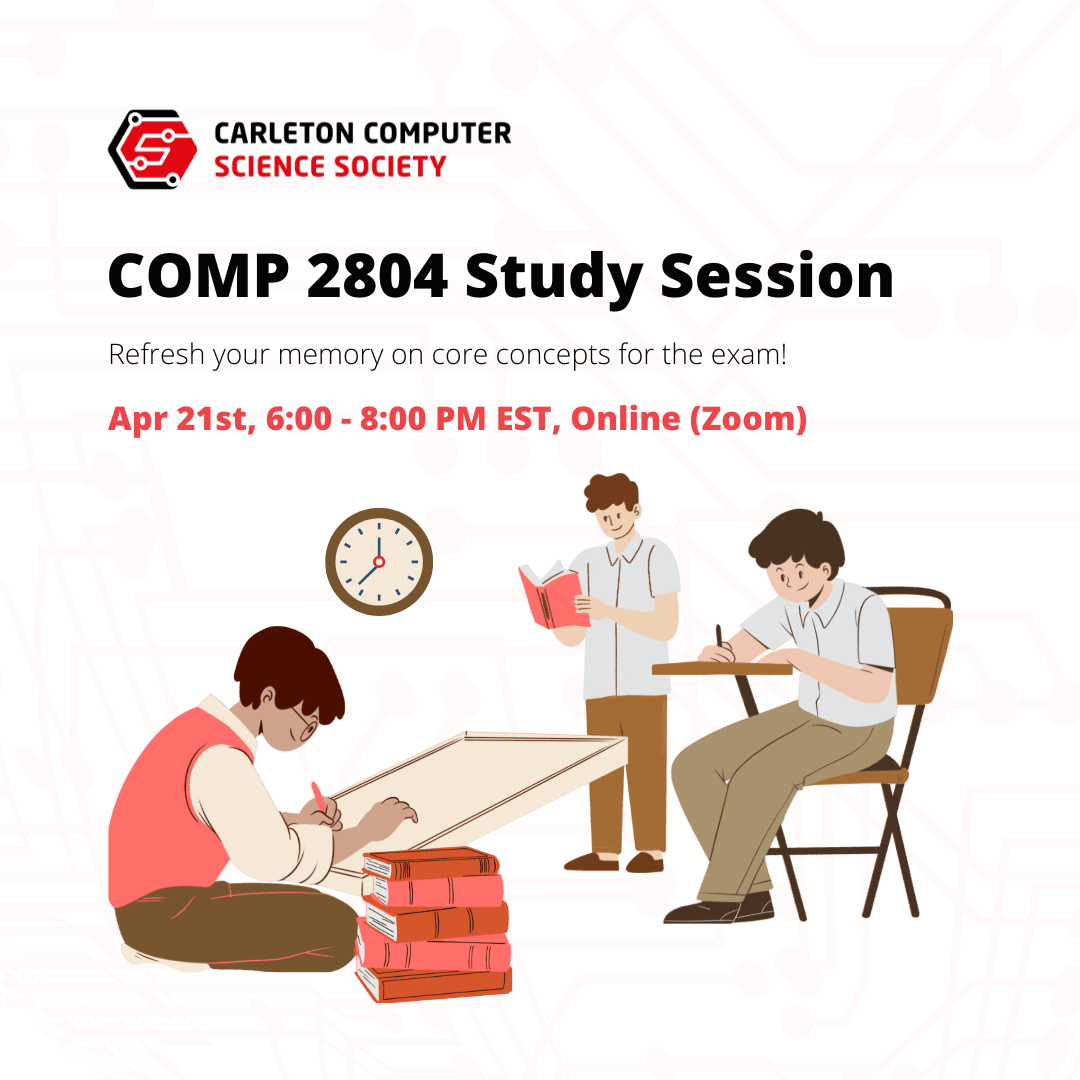 CARLETON COMPUTER
SCIENCE SOCIETY
COMP 2804 Study Session
Refresh your memory on core concepts for the exam!
Apr 21st, 6:00 - 8:00 PM EST, Online (Zoom)